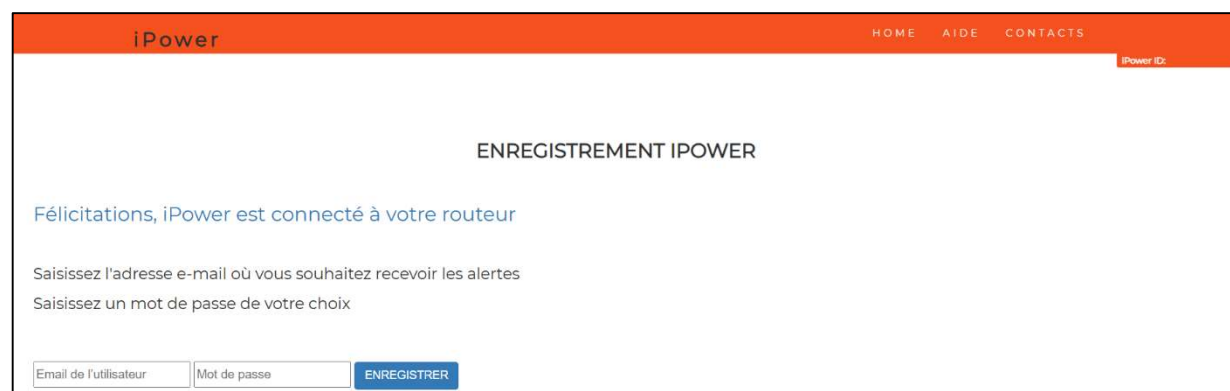 iPower
HOME AIDE CONTACTS
iPower ID:
ENREGISTREMENT IPOWER
Félicitations, iPower est connecté à votre routeur
Saisissez l'adresse e-mail où vous souhaitez recevoir les alertes
Saisissez un mot de passe de votre choix
Email de l'utilisateur Mot de passe ENREGISTRER